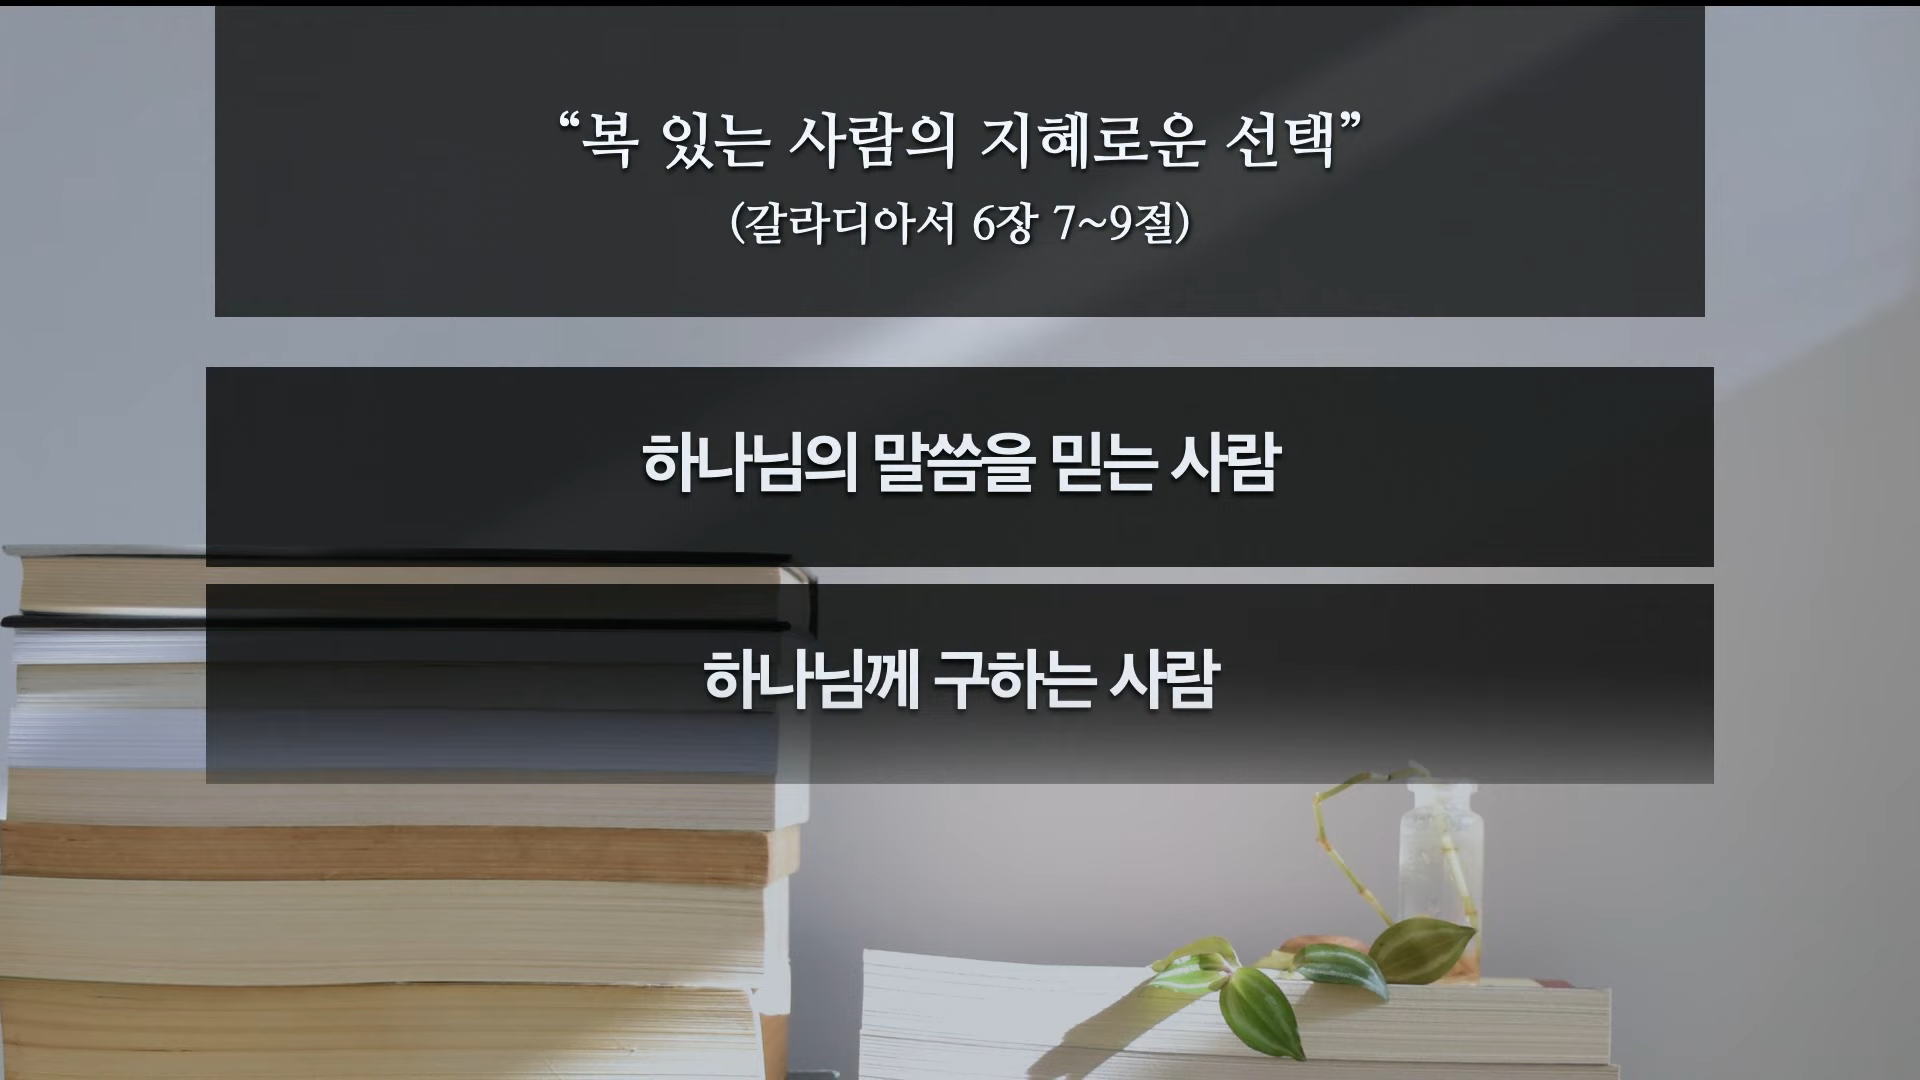 “복 있는 사람의 지혜로운 선택”
(갈라디아서 6장 7~9절)
하나님의 말씀을 믿는 사람
하나님께 구하는 사람